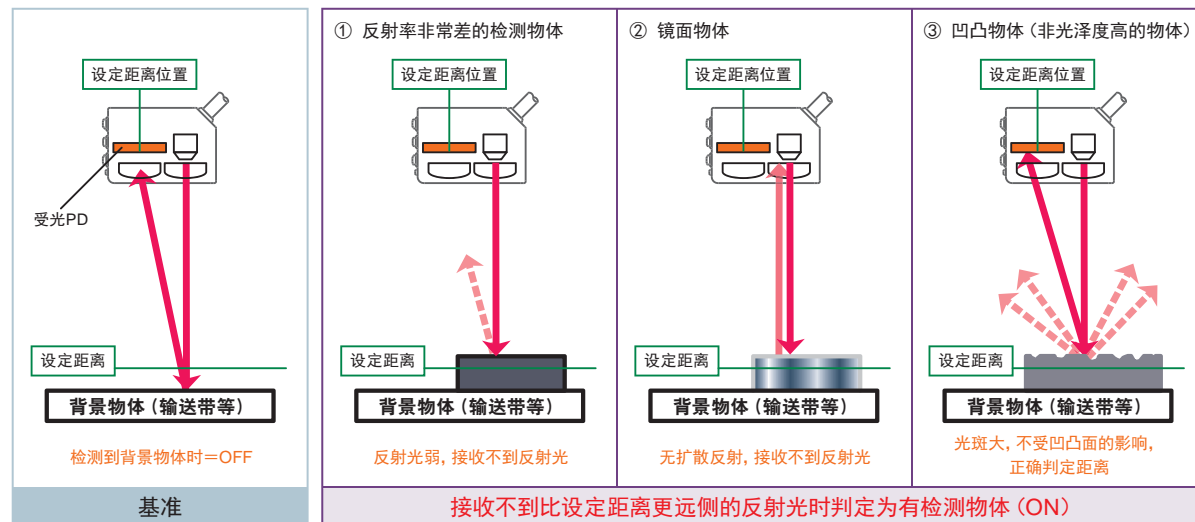 设定距离位置
受光PD
设定距离
背景物体（输送带等）
检测到背景物体时＝OFF
基准
① 反射率非常差的检测物体
设定距离位置
设定距离
背景物体（输送带等）
反射光弱，接收不到反射光
② 镜面物体
设定距离位置
设定距离
背景物体（输送带等）
无扩散反射，接收不到反射光
③ 凹凸物体（非光泽度高的物体）
设定距离位置
设定距离
背景物体（输送带等）
光斑大，不受凹凸面的影响，
正确判定距离
接收不到比设定距离更远侧的反射光时判定为有检测物体（ON）